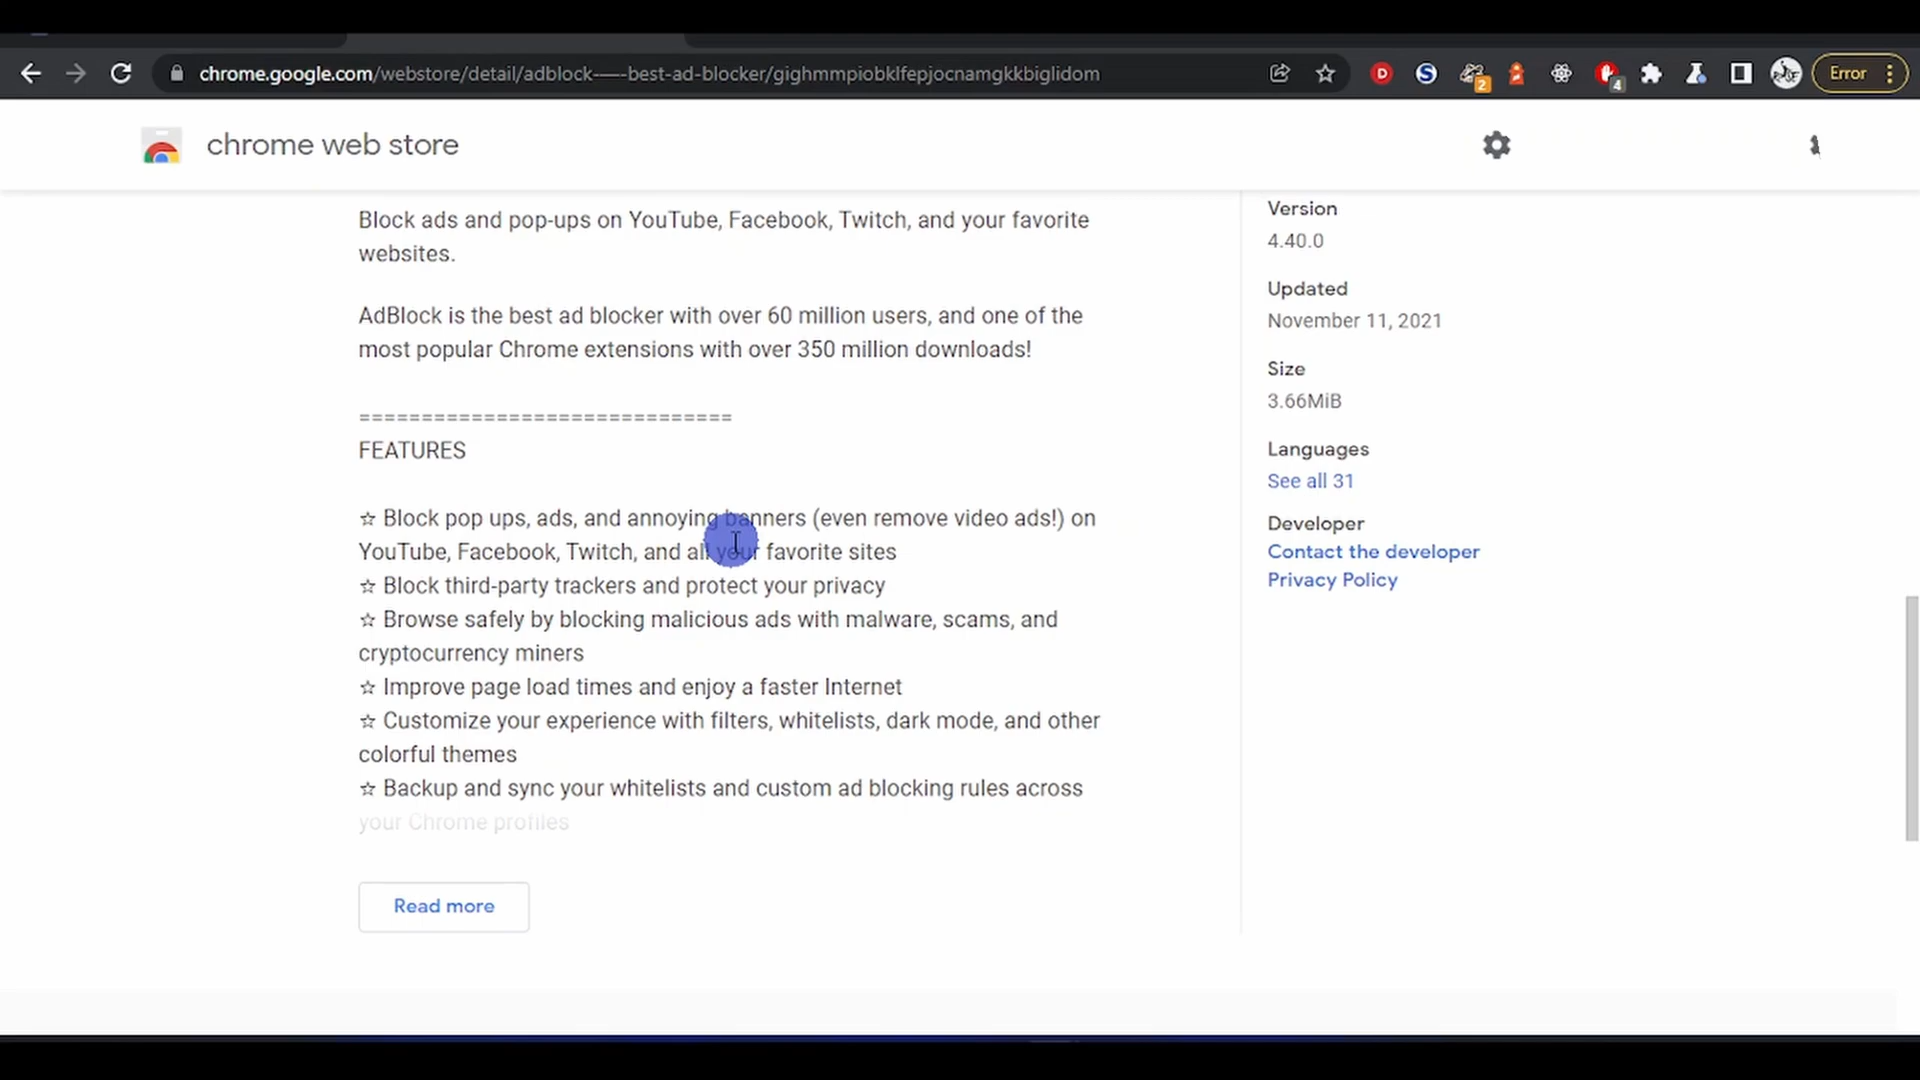 chrome.google.com/webstore/detail/adblock-—-best-ad-blocker/gighmmpiobklfepjocnamgkkbiglidom
2
4
Error
chrome web store
Block ads and pop-ups on YouTube, Facebook, Twitch, and your favorite
websites.
AdBlock is the best ad blocker with over 60 million users, and one of the
most popular Chrome extensions with over 350 million downloads!
==============================
FEATURES
☆ Block pop ups, ads, and annoying banners (even remove video ads!) on
YouTube, Facebook, Twitch, and all your favorite sites
☆ Block third-party trackers and protect your privacy
☆ Browse safely by blocking malicious ads with malware, scams, and
cryptocurrency miners
☆ Improve page load times and enjoy a faster Internet
☆ Customize your experience with filters, whitelists, dark mode, and other
colorful themes
☆ Backup and sync your whitelists and custom ad blocking rules across
your Chrome profiles
Read more
Version
4.40.0
Updated
November 11, 2021
Size
3.66MiB
Languages
See all 31
Developer
Contact the developer
Privacy Policy